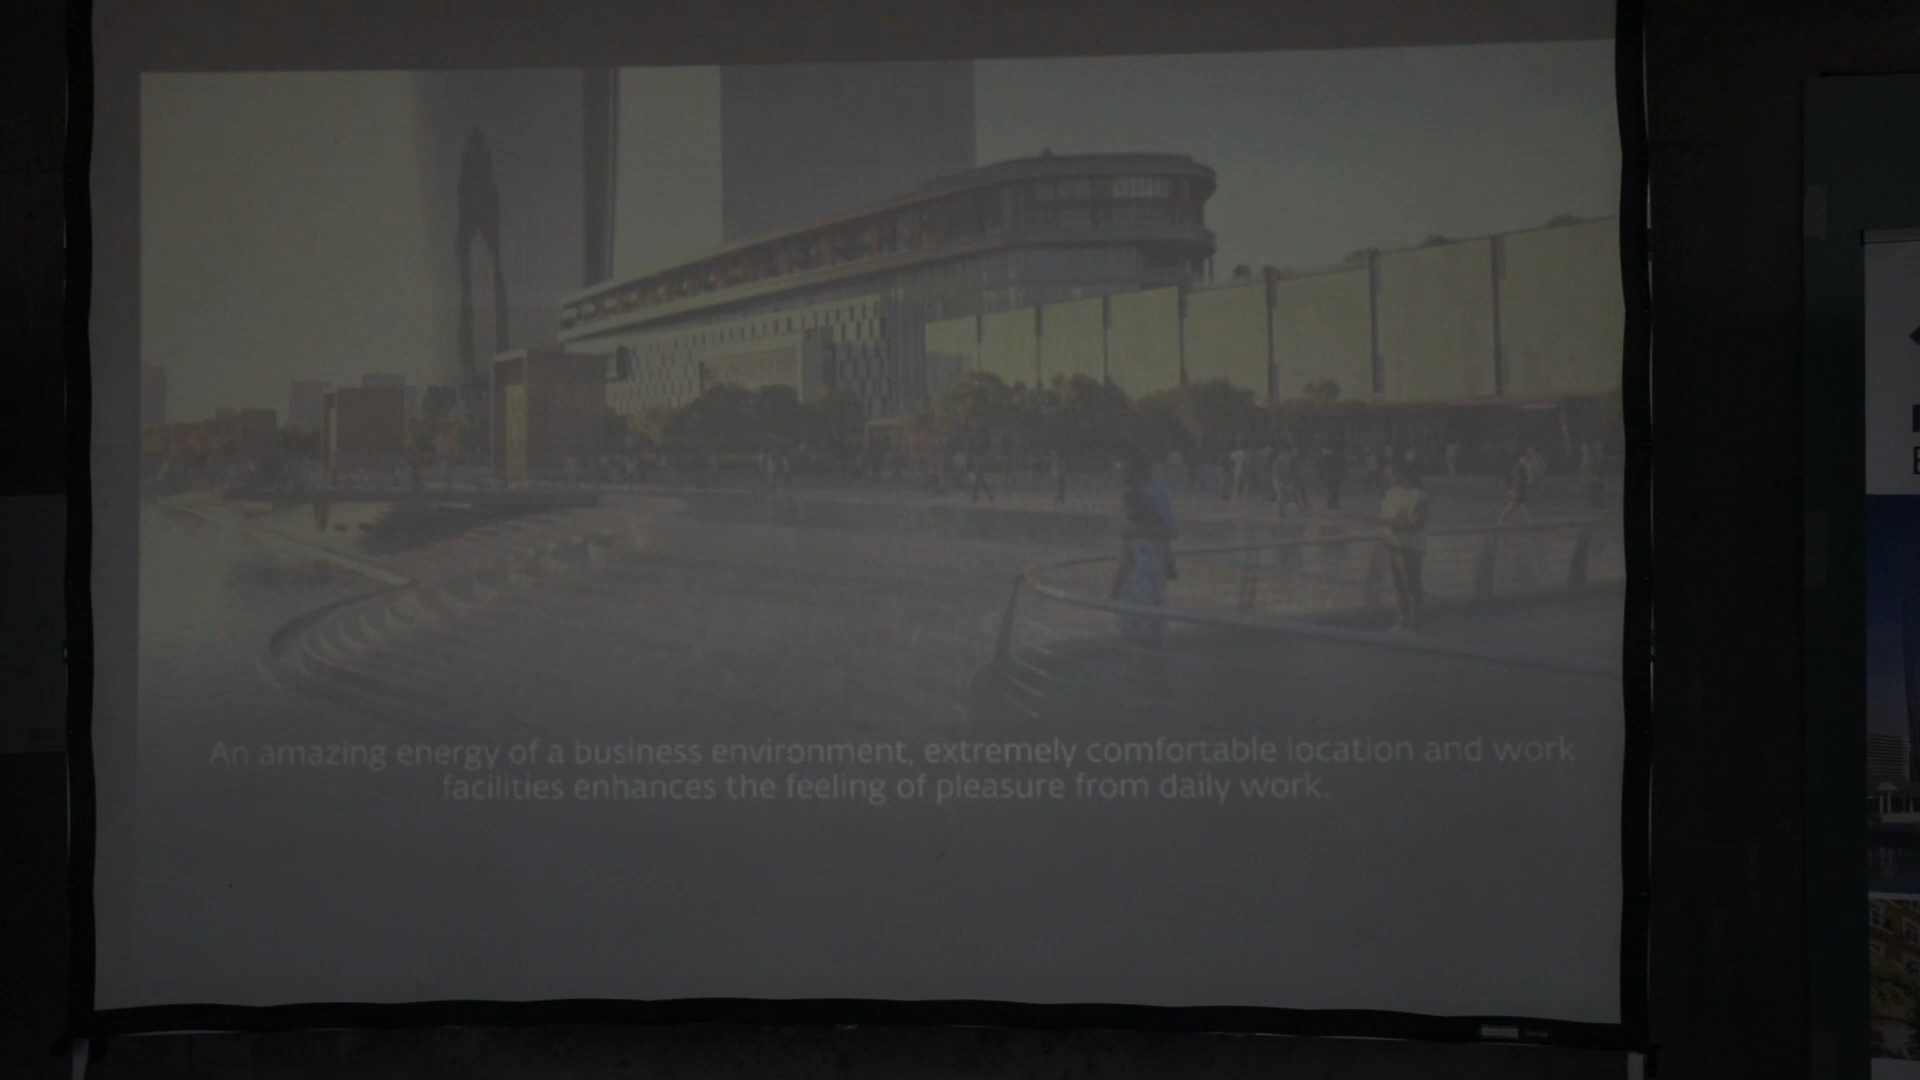 An amazing energy of a business environment, extremely comfortable location and work
facilities enhances the feeling of pleasure from daily work.